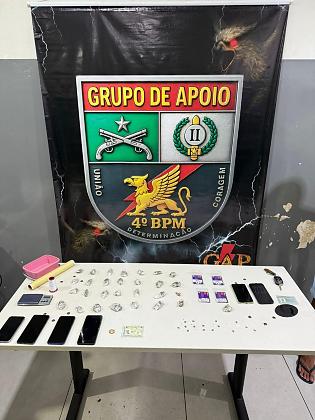 GRUPO DE APOIO
II
UNIÃO
CORAGEM
4º BPM
DETERMINAÇÃO
GAP